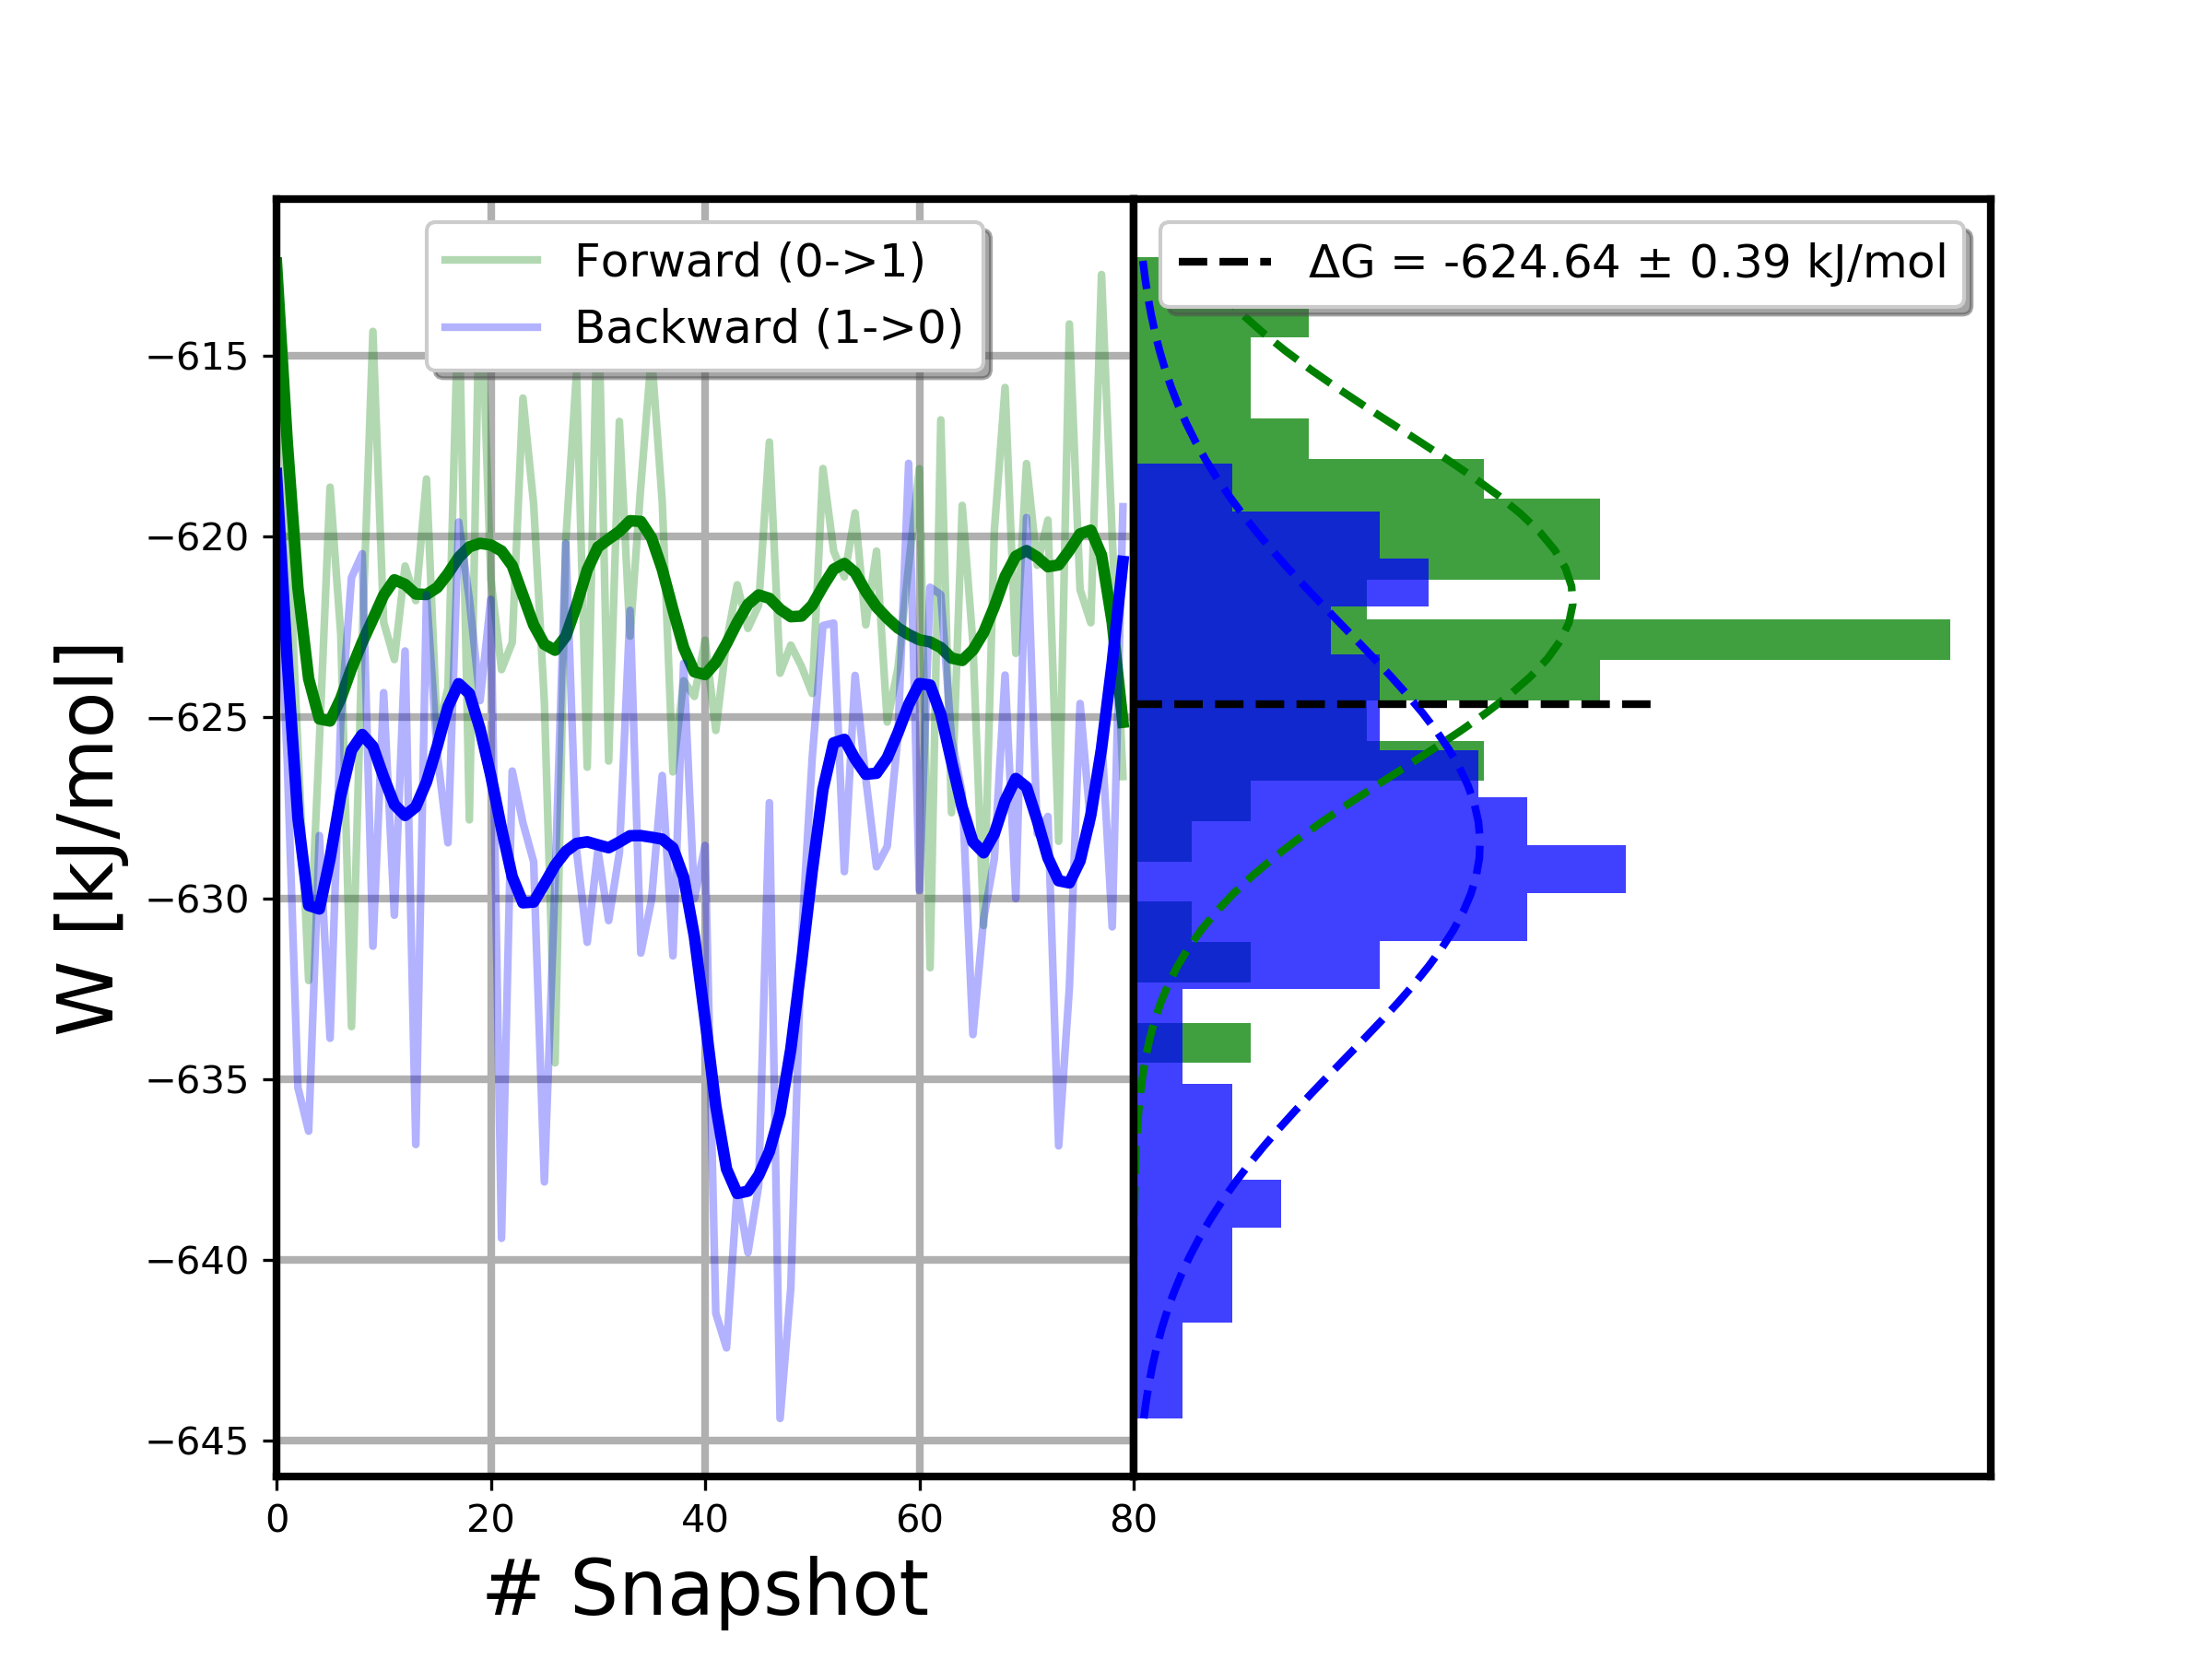 Forward (0->1)
Backward (1->0)
ΔG = -624.64 ± 0.39 kJ/mol
−615
−620
−625
−630
−635
−640
−645
W [kJ/mol]
0 20 40 60 80
# Snapshot